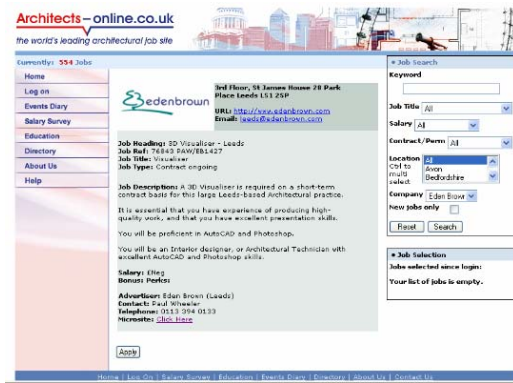 Architects-online.co.uk
the world's leading architectural job site
Currently: 554 Jobs
Home
Log on
Events Diary
Salary Survey
Education
Directory
About Us
Help
edenbrown
3rd Floor, St James House 28 Park
Place Leeds LS1 2SP
URL: http://www.edenbrown.com
Email: leeds@edenbrown.com
Job Heading: 3D Visualiser - Leeds
Job Ref: 76843 PAW/EB1427
Job Title: Visualiser
Job Type: Contract ongoing
Job Description: A 3D Visualiser is required on a short-term
contract basis for this large Leeds-based Architectural practice.
It is essential that you have experience of producing high-
quality work, and that you have excellent presentation skills.
You will be proficient in AutoCAD and Photoshop.
You will be an Interior designer, or Architectural Technician with
excellent AutoCAD and Photoshop skills.
Salary: £Neg
Bonus: Perks:
Advertiser: Eden Brown (Leeds)
Contact: Paul Wheeler
Telephone: 0113 394 0133
Microsite: Click Here
Apply
Job Search
Keyword
Job Title All
Salary All
Contract/Perm All
Location All
Ctrl to Avon
multi Bedfordshire
select
Company Eden Brow
New jobs only
Reset Search
Job Selection
Jobs selected since login:
Your list of jobs is empty.
Home | Log On | Salary Survey | Education | Events Diary | Directory | About Us | Contact Us